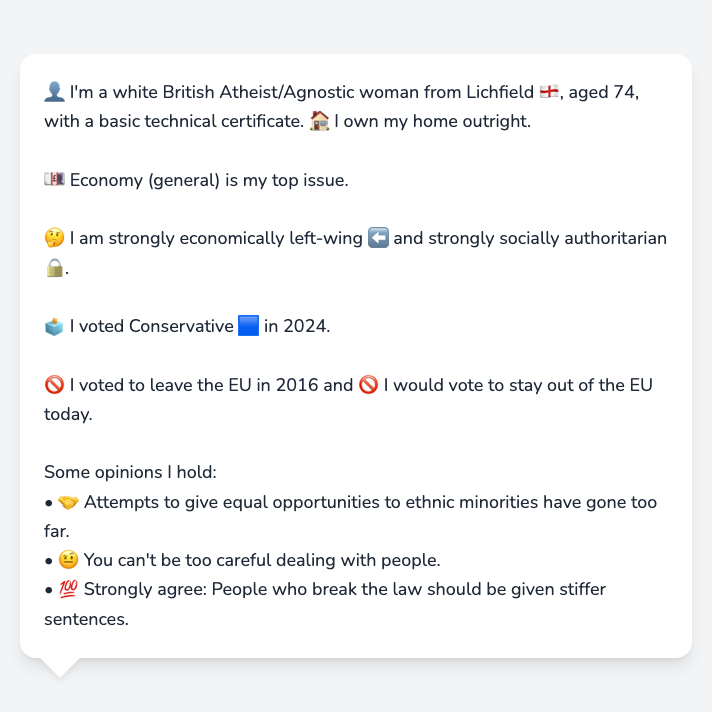 👤 I'm a white British Atheist/Agnostic woman from Lichfield 🏴󠁧󠁢󠁥󠁮󠁧󠁿, aged 74,
with a basic technical certificate. 🏠 I own my home outright.
💷 Economy (general) is my top issue.
🤔 I am strongly economically left-wing ⬅️ and strongly socially authoritarian
🔒.
🗳️ I voted Conservative 🟦 in 2024.
🚫 I voted to leave the EU in 2016 and 🚫 I would vote to stay out of the EU
today.
Some opinions I hold:
• 🤝 Attempts to give equal opportunities to ethnic minorities have gone too
far.
• 🤨 You can't be too careful dealing with people.
• 💯 Strongly agree: People who break the law should be given stiffer
sentences.